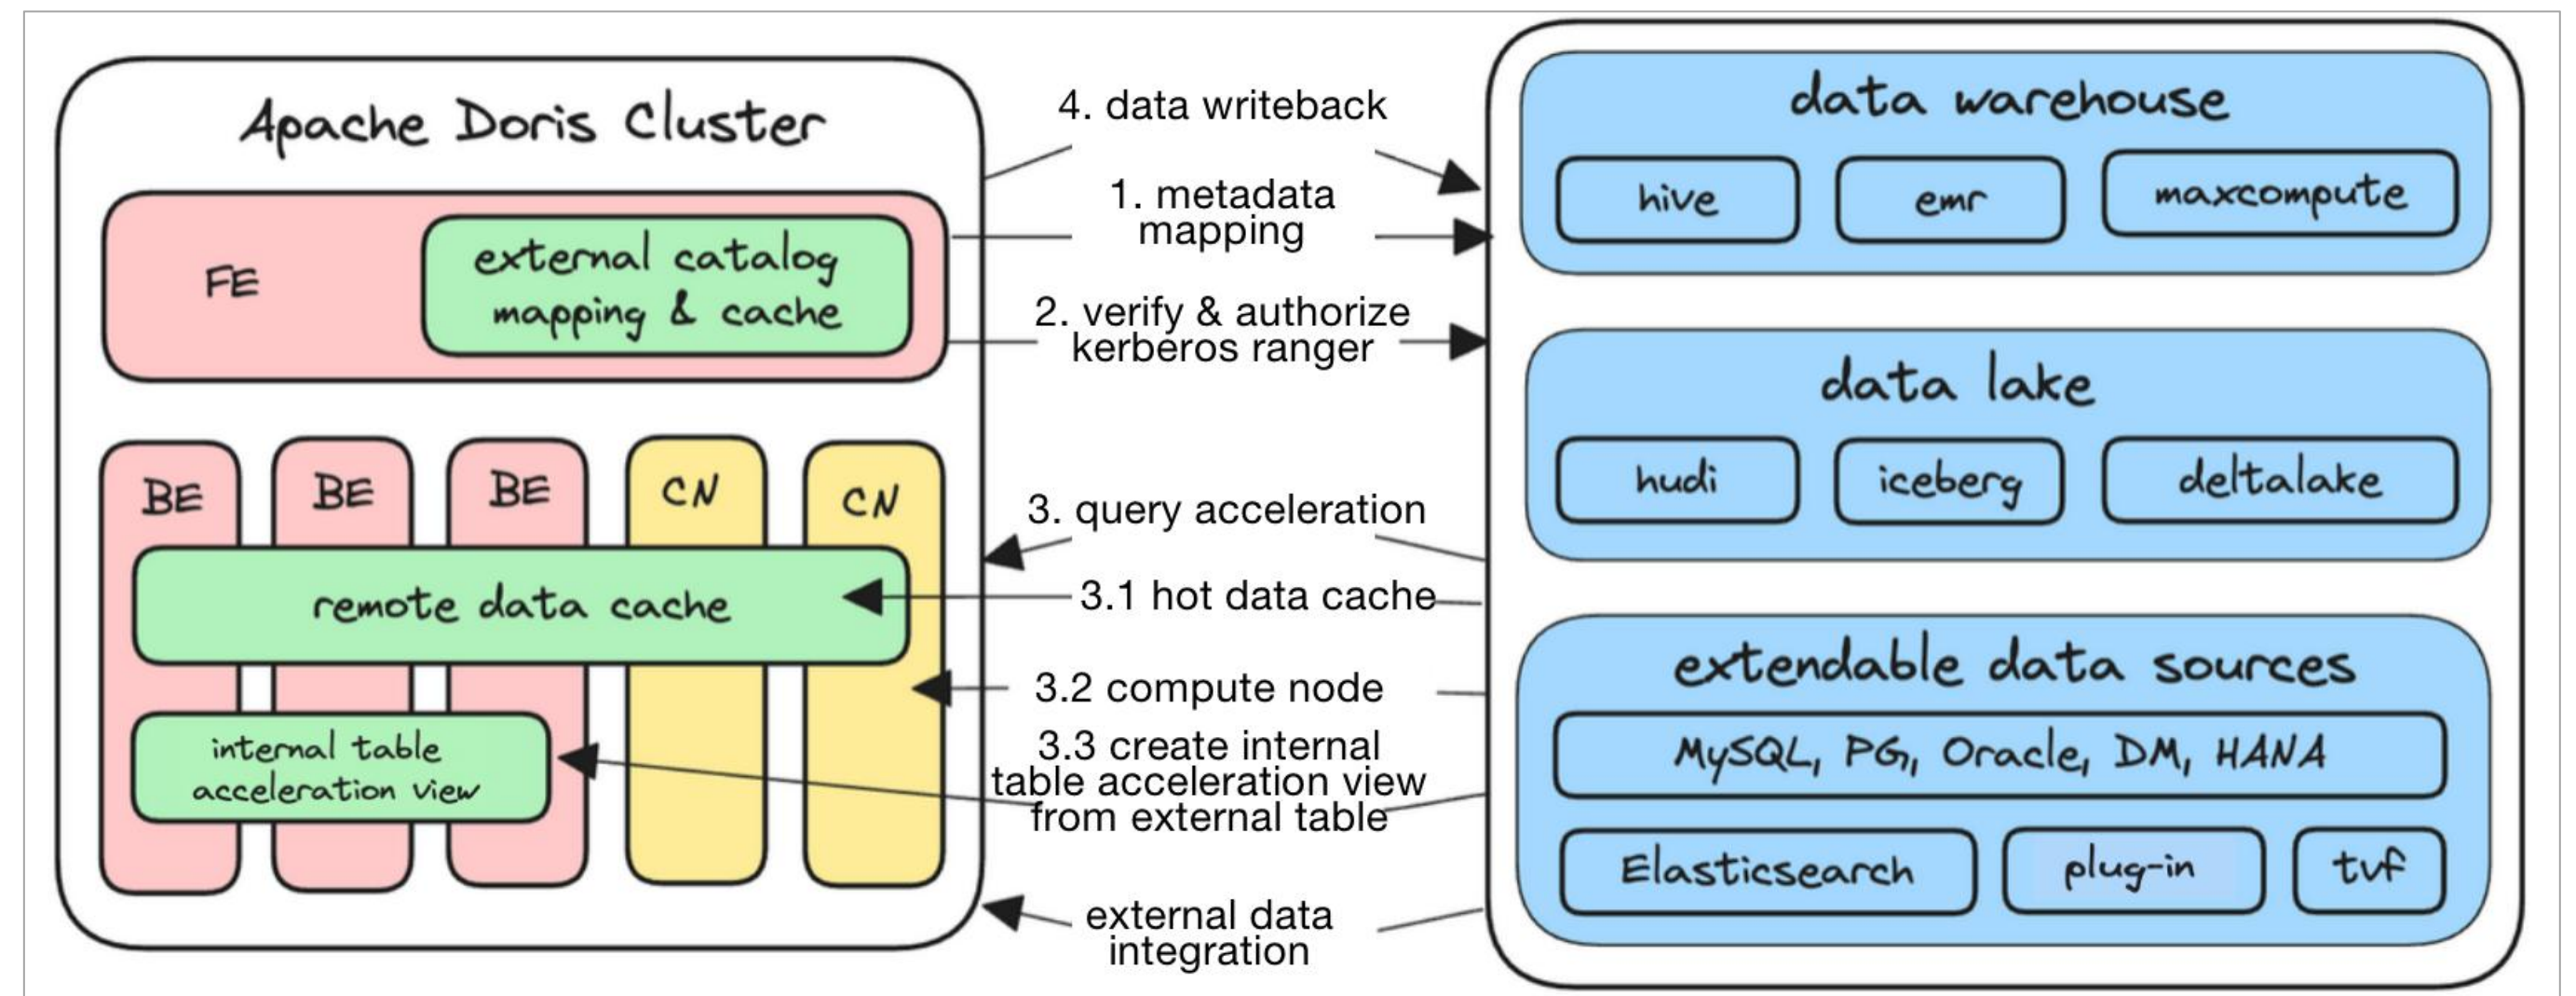 Apache Doris Cluster
FE
external catalog
mapping & cache
BE
BE
BE
CN
CN
remote data cache
internal table
acceleration view
4. data writeback
1. metadata
mapping
2. verify & authorize
kerberos ranger
3. query acceleration
3.1 hot data cache
3.2 compute node
3.3 create internal
table acceleration view
from external table
external data
integration
data warehouse
hive
emr
maxcompute
data lake
hudi
iceberg
deltalake
extendable data sources
MySQL, PG, Oracle, DM, HANA
Elasticsearch
plug-in
tvf